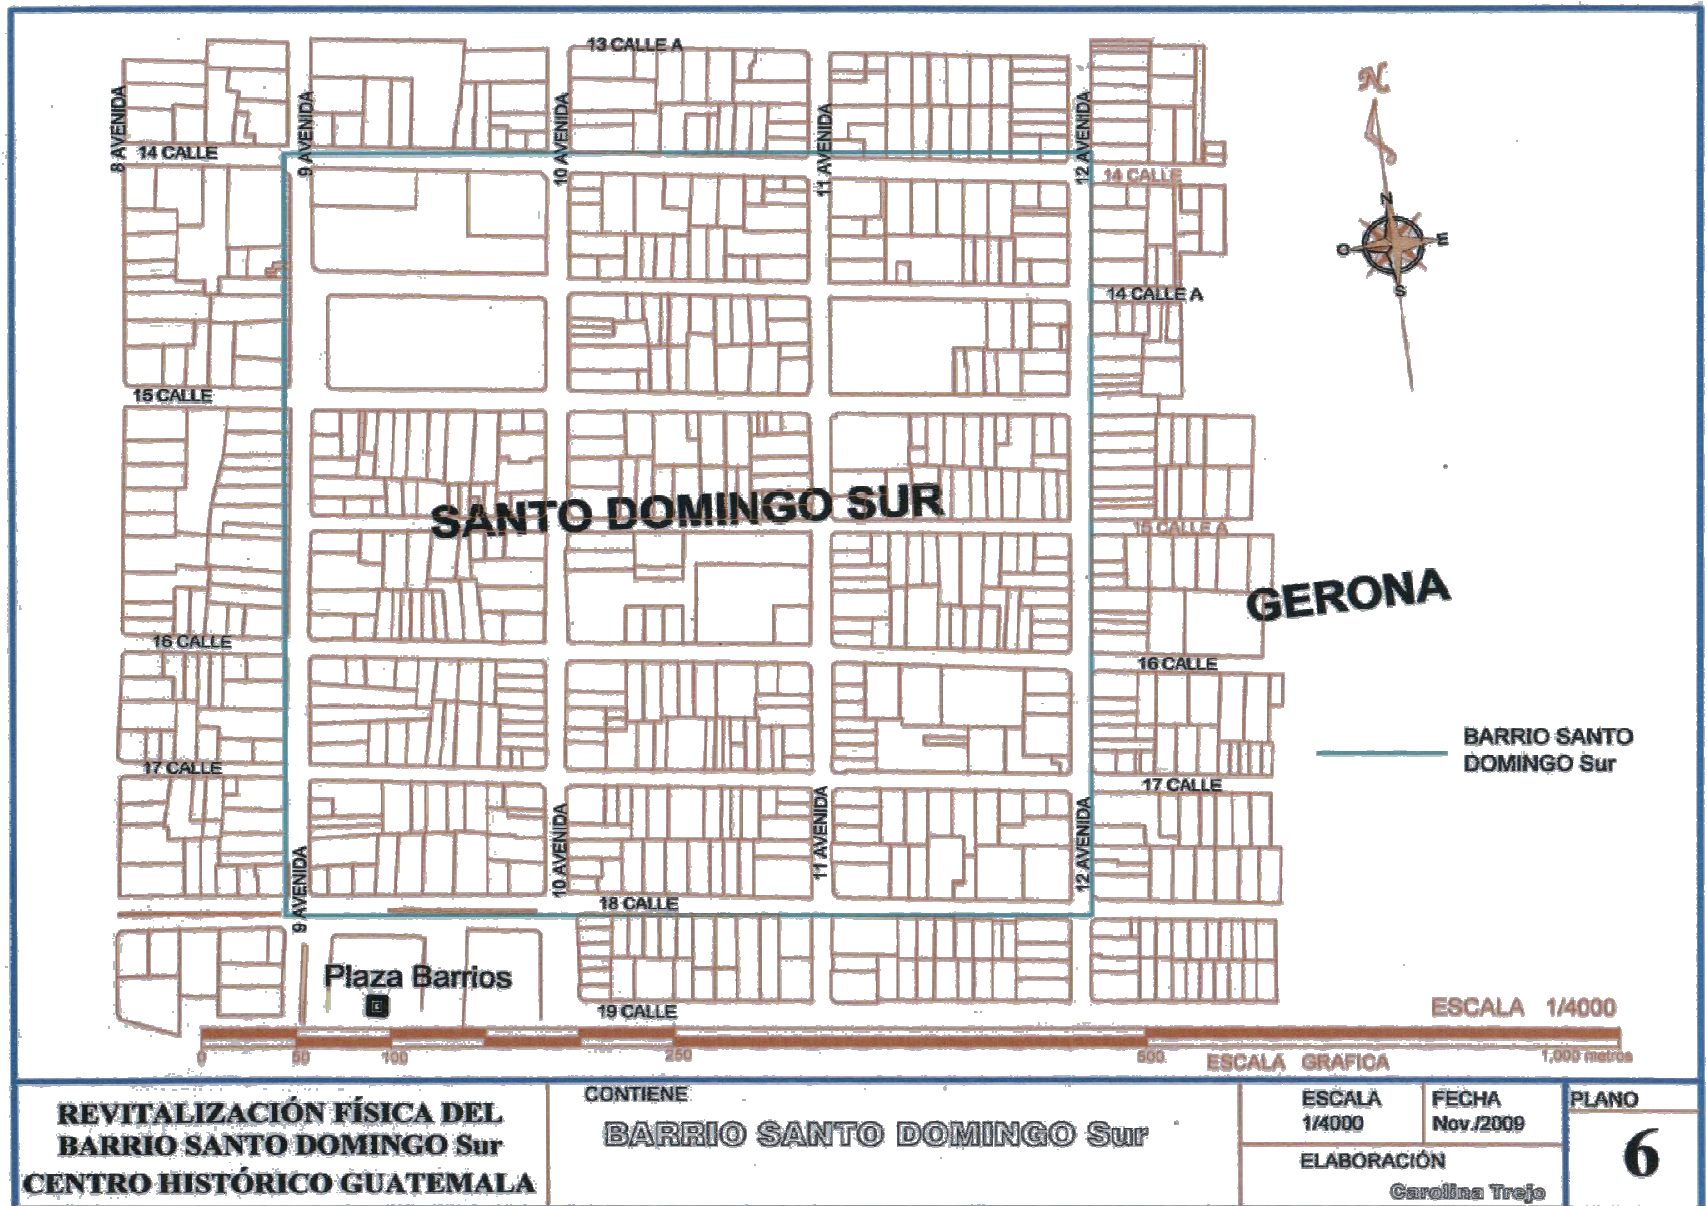 13 CALLE A
8 AVENIDA
9 AVENIDA
10 AVENIDA
11 AVENIDA
12 AVENIDA
14 CALLE
14 CALLE
N
N
O
E
S
14 CALLE A
15 CALLE
SANTO DOMINGO SUR
15 CALLE A
GERONA
16 CALLE
16 CALLE
BARRIO SANTO
DOMINGO Sur
17 CALLE
17 CALLE
9 AVENIDA
10 AVENIDA
11 AVENIDA
12 AVENIDA
18 CALLE
Plaza Barrios
19 CALLE
ESCALA 1/4000
0
50
100
250
500
1,000 metros
ESCALA GRAFICA
REVITALIZACIÓN FÍSICA DEL
BARRIO SANTO DOMINGO Sur
CENTRO HISTÓRICO GUATEMALA
CONTIENE
BARRIO SANTO DOMINGO Sur
ESCALA
1/4000
FECHA
Nov./2009
ELABORACIÓN
Carolina Trejo
PLANO
6